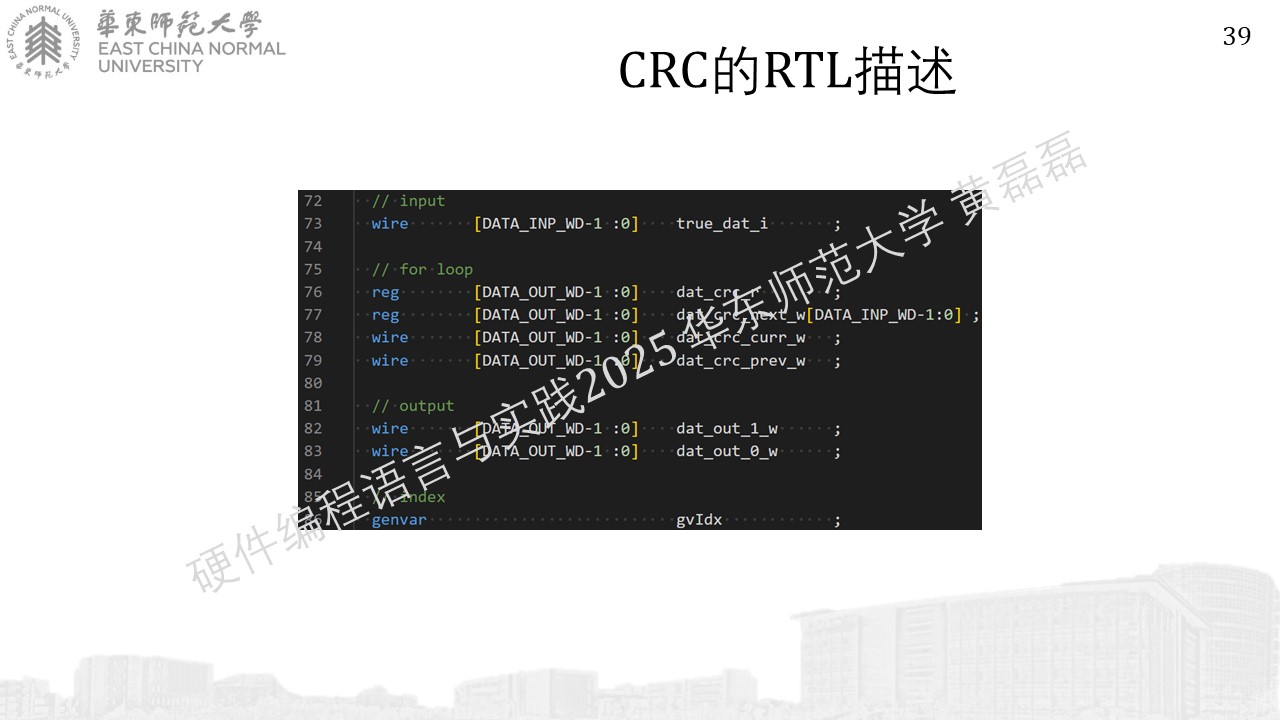 華東師範大學
EAST CHINA NORMAL
UNIVERSITY
EAST CHINA NORMAL UNIVERSITY
華東师范大學
39
CRC的RTL描述
72 // input
73 wire [DATA_INP_WD-1 :0] true_dat_i ;
74
75 // for loop
76 reg [DATA_OUT_WD-1 :0] dat_crc_r ;
77 reg [DATA_OUT_WD-1 :0] dat_crc_next_w[DATA_INP_WD-1:0] ;
78 wire [DATA_OUT_WD-1 :0] dat_crc_curr_w ;
79 wire [DATA_OUT_WD-1 :0] dat_crc_prev_w ;
80
81 // output
82 wire [DATA_OUT_WD-1 :0] dat_out_1_w ;
83 wire [DATA_OUT_WD-1 :0] dat_out_0_w ;
84
85 // index
86 genvar gvIdx ;
硬件编程语言与实践2025 华东师范大学 黄磊磊